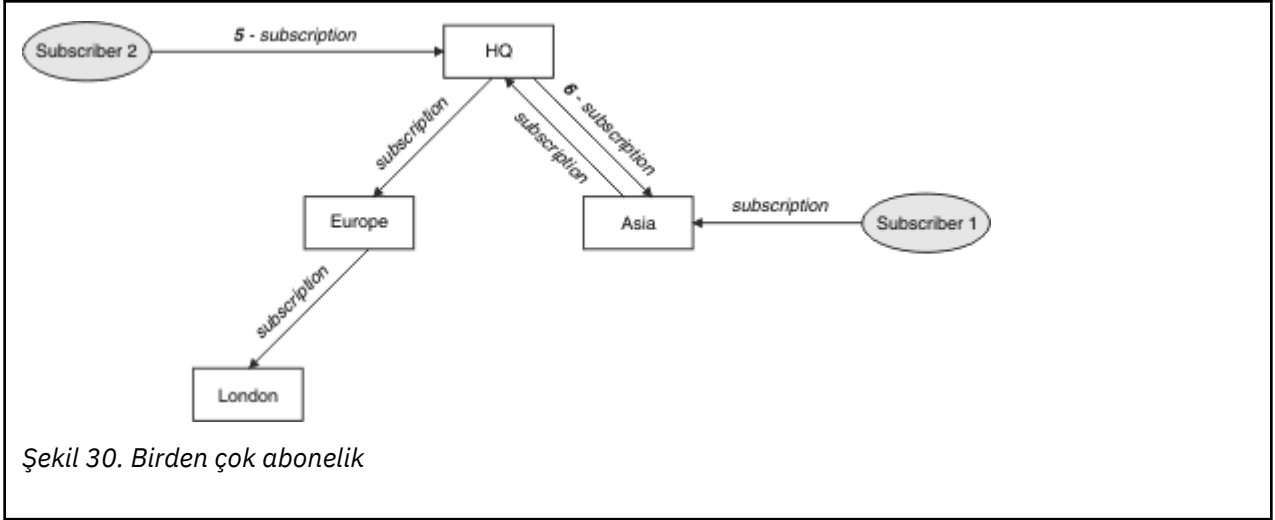 Subscriber 2
5 - subscription
HQ
subscription
subscription
6 - subscription
Europe
Asia
subscription
Subscriber 1
subscription
London
Şekil 30. Birden çok abonelik